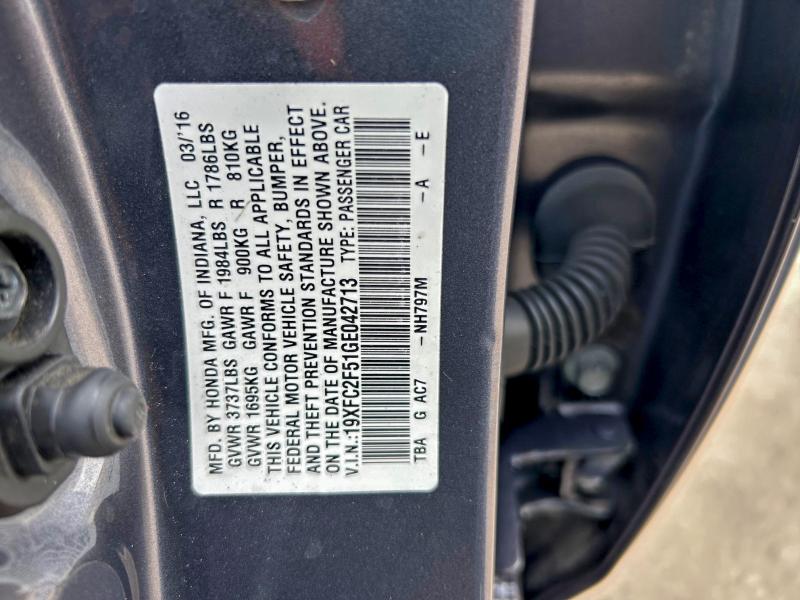 MFD. BY HONDA MFG. OF INDIANA, LLC 03/'16
GVWR 3737LBS GAWR F 1984LBS R 1786LBS
GVWR 1695KG GAWR F 900KG R 810KG
THIS VEHICLE CONFORMS TO ALL APPLICABLE
FEDERAL MOTOR VEHICLE SAFETY, BUMPER,
AND THEFT PREVENTION STANDARDS IN EFFECT
ON THE DATE OF MANUFACTURE SHOWN ABOVE.
V.I.N.:19XFC2F51GE042713 TYPE: PASSENGER CAR
TBA G AC7 -NH797M -A -E